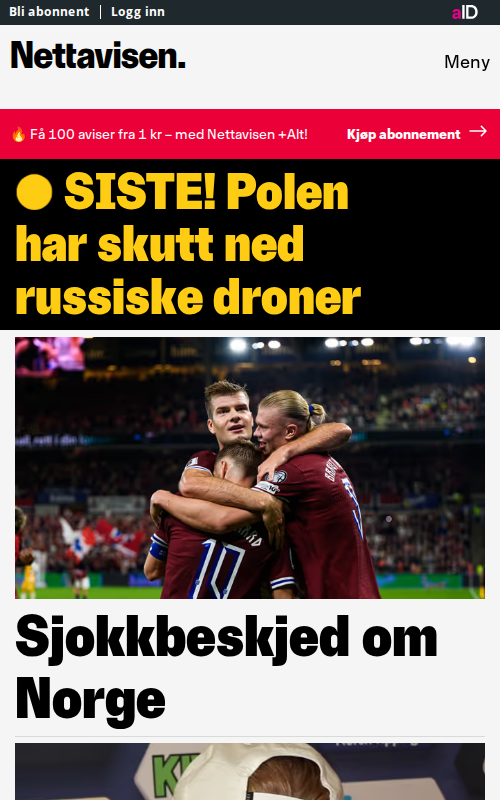 Bli abonnent
Logg inn
aID
Nettavisen.
Meny
🔥 Få 100 aviser fra 1 kr – med Nettavisen +Alt!
Kjøp abonnement →
SISTE! Polen
har skutt ned
russiske droner
10
Sjokkbeskjed om
Norge